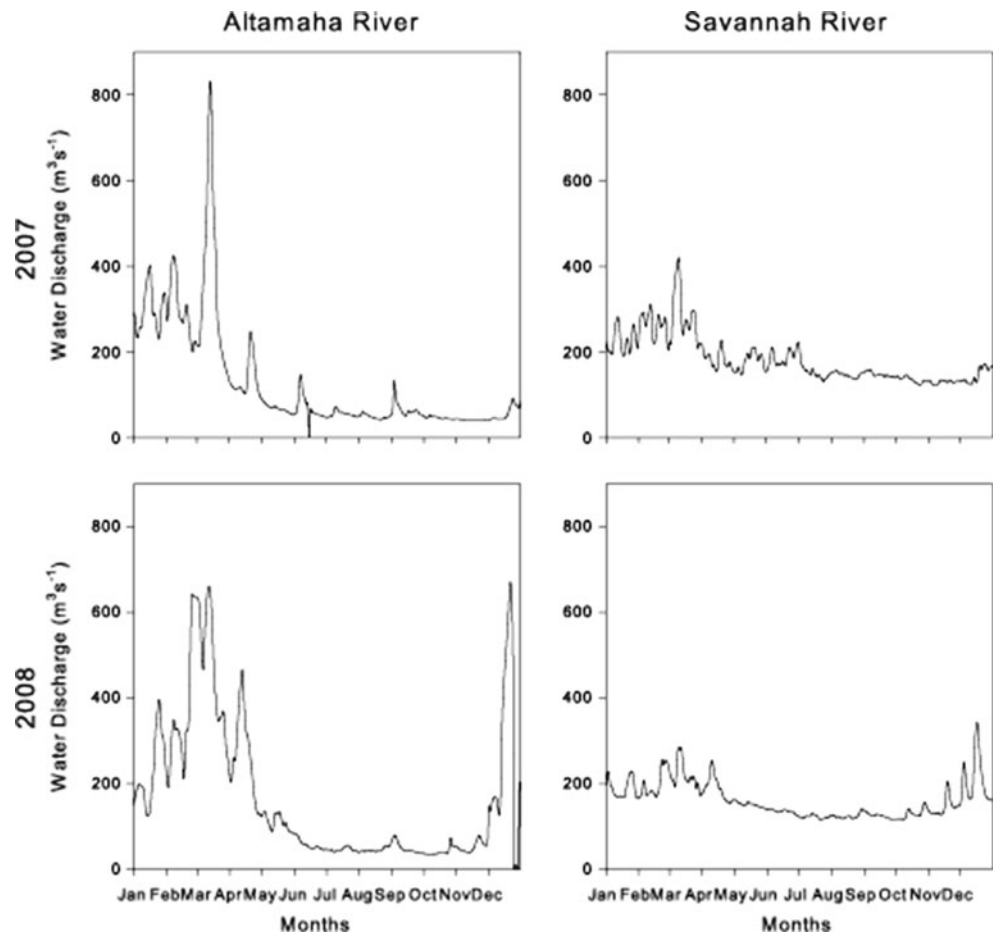 Altamaha River
Savannah River
2007
Water Discharge (m³s⁻¹)
800
600
400
200
0
800
600
400
200
0
2008
Water Discharge (m³s⁻¹)
800
600
400
200
0
Jan Feb Mar Apr May Jun Jul Aug Sep Oct Nov Dec
Months
800
600
400
200
0
Jan Feb Mar Apr May Jun Jul Aug Sep Oct Nov Dec
Months